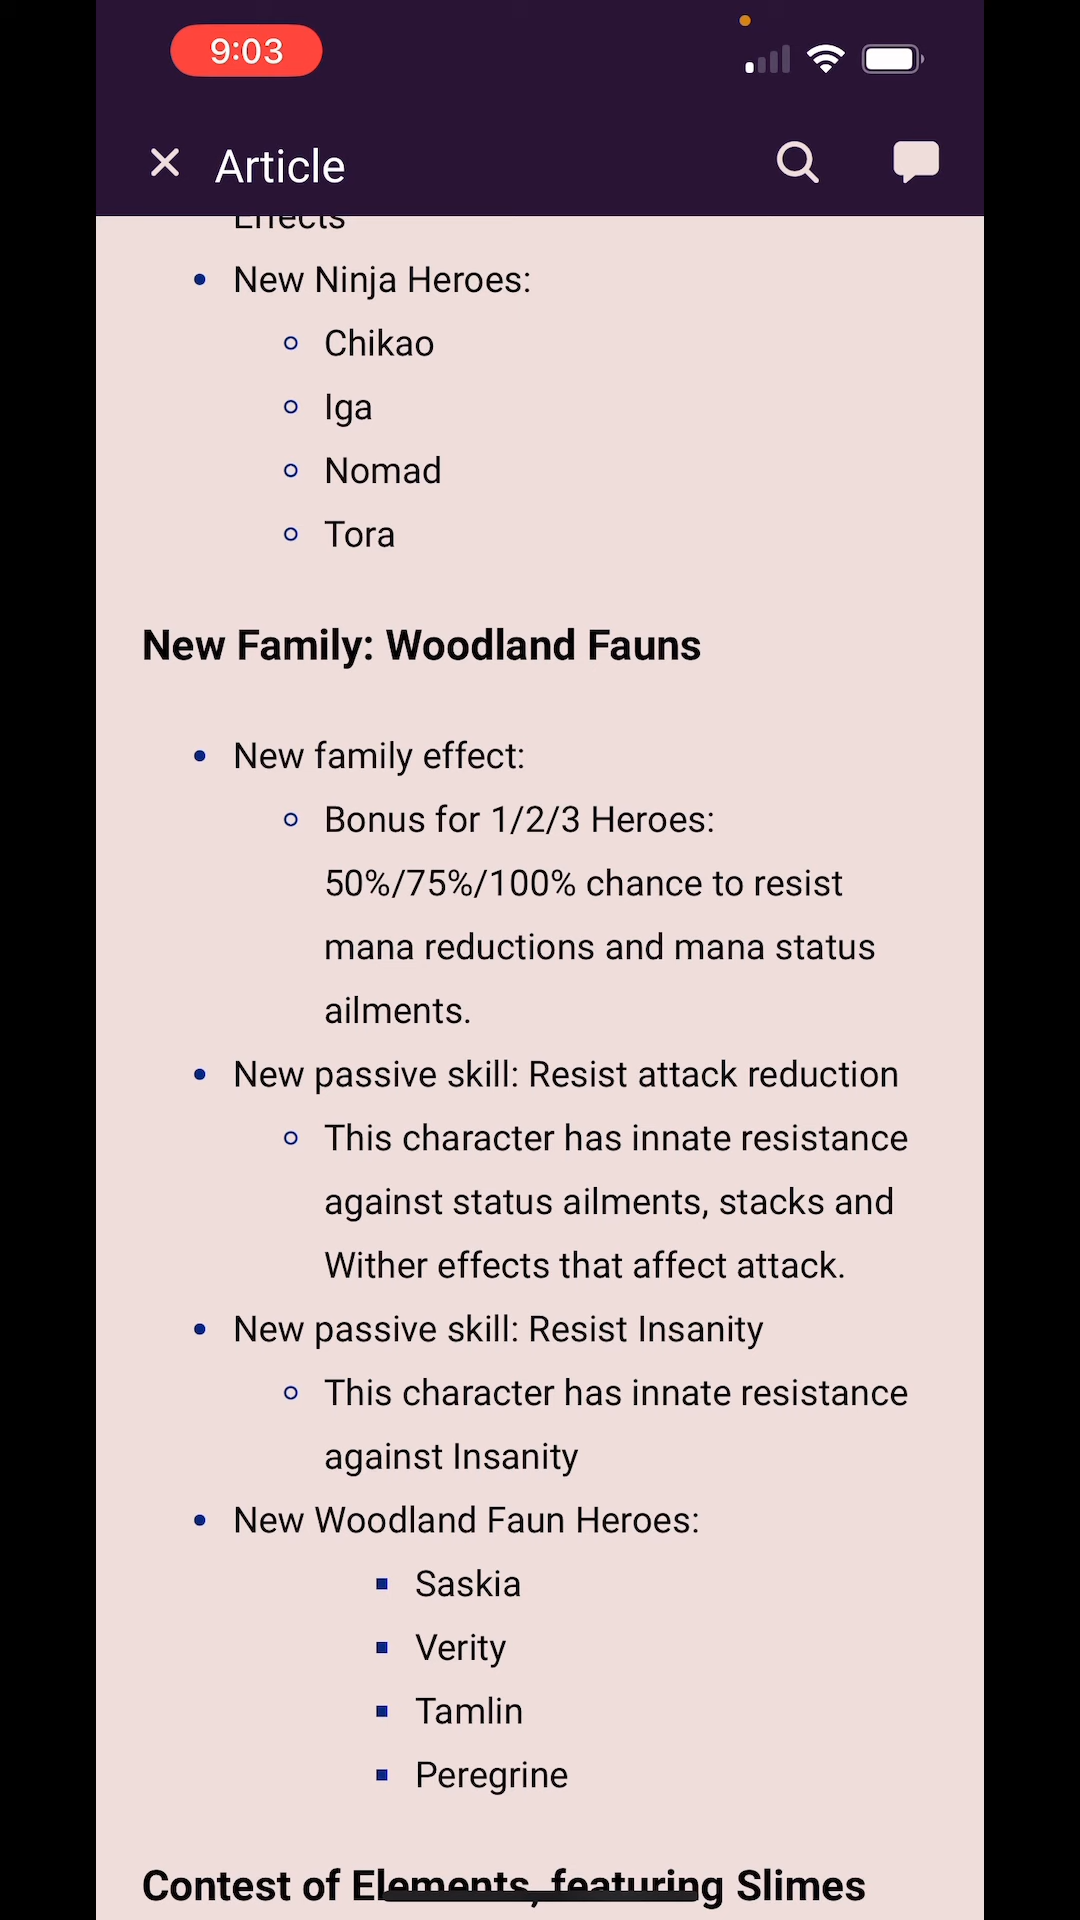 9:03
Article
Effects
New Ninja Heroes:
Chikao
Iga
Nomad
Tora
New Family: Woodland Fauns
New family effect:
Bonus for 1/2/3 Heroes:
50%/75%/100% chance to resist
mana reductions and mana status
ailments.
New passive skill: Resist attack reduction
This character has innate resistance
against status ailments, stacks and
Wither effects that affect attack.
New passive skill: Resist Insanity
This character has innate resistance
against Insanity
New Woodland Faun Heroes:
Saskia
Verity
Tamlin
Peregrine
Contest of Elements, featuring Slimes